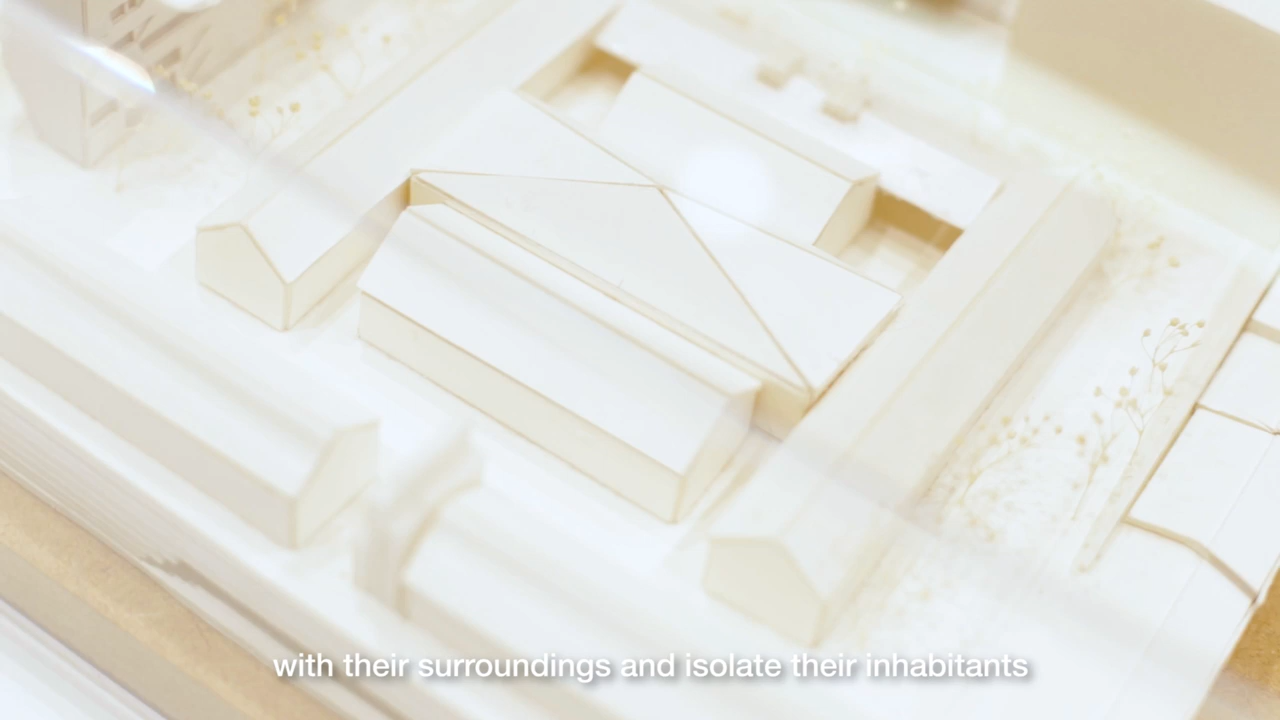 with their surroundings and isolate their inhabitants